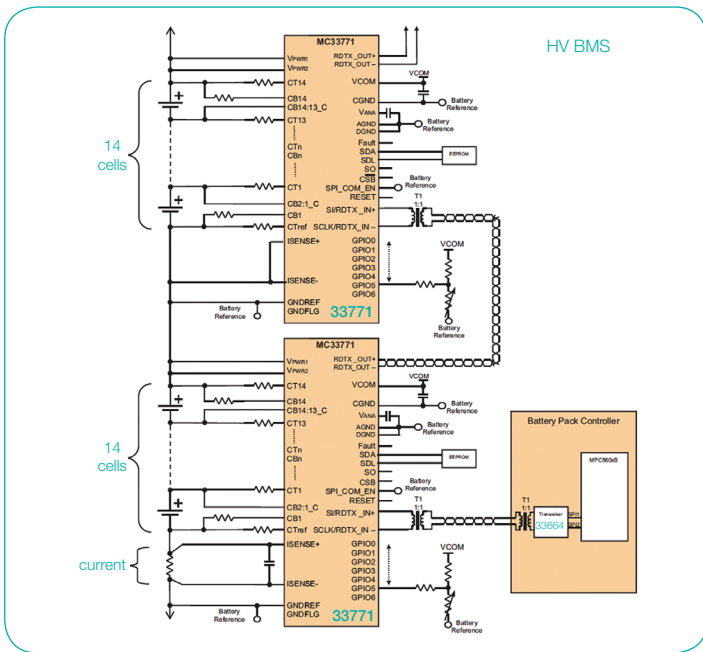 HV BMS
MC33771
VPWR1
VPWR2
CT14
CB14
CB14:13_C
CT13
CTn
CBn
CT1
CB2:1_C
CB1
CTref
ISENSE+
ISENSE-
GNDREF
GNDFLG
RDTX_OUT+
RDTX_OUT–
VCOM
CGND
VANA
AGND
DGND
Fault
SDA
SDL
SO
CSB
SPI_COM_EN
RESET
SI/RDTX_IN+
SCLK/RDTX_IN –
GPIO0
GPIO1
GPIO2
GPIO3
GPIO4
GPIO5
GPIO6
33771
14
cells
VCOM
Battery
Reference
Battery
Reference
EEPROM
Battery
Reference
T1
1:1
VCOM
Battery
Reference
Battery
Reference
MC33771
VPWR1
VPWR2
CT14
CB14
CB14:13_C
CT13
CTn
CBn
CT1
CB2:1_C
CB1
CTref
ISENSE+
ISENSE-
GNDREF
GNDFLG
RDTX_OUT+
RDTX_OUT–
VCOM
CGND
VANA
AGND
DGND
Fault
SDA
SDL
SO
CSB
SPI_COM_EN
RESET
SI/RDTX_IN+
SCLK/RDTX_IN –
GPIO0
GPIO1
GPIO2
GPIO3
GPIO4
GPIO5
GPIO6
33771
14
cells
current
VCOM
Battery
Reference
Battery
Reference
EEPROM
Battery
Reference
T1
1:1
VCOM
Battery
Reference
Battery
Reference
Battery Pack Controller
MPC560xB
T1
1:1
Transceiver
33664
SPI1
SPI2